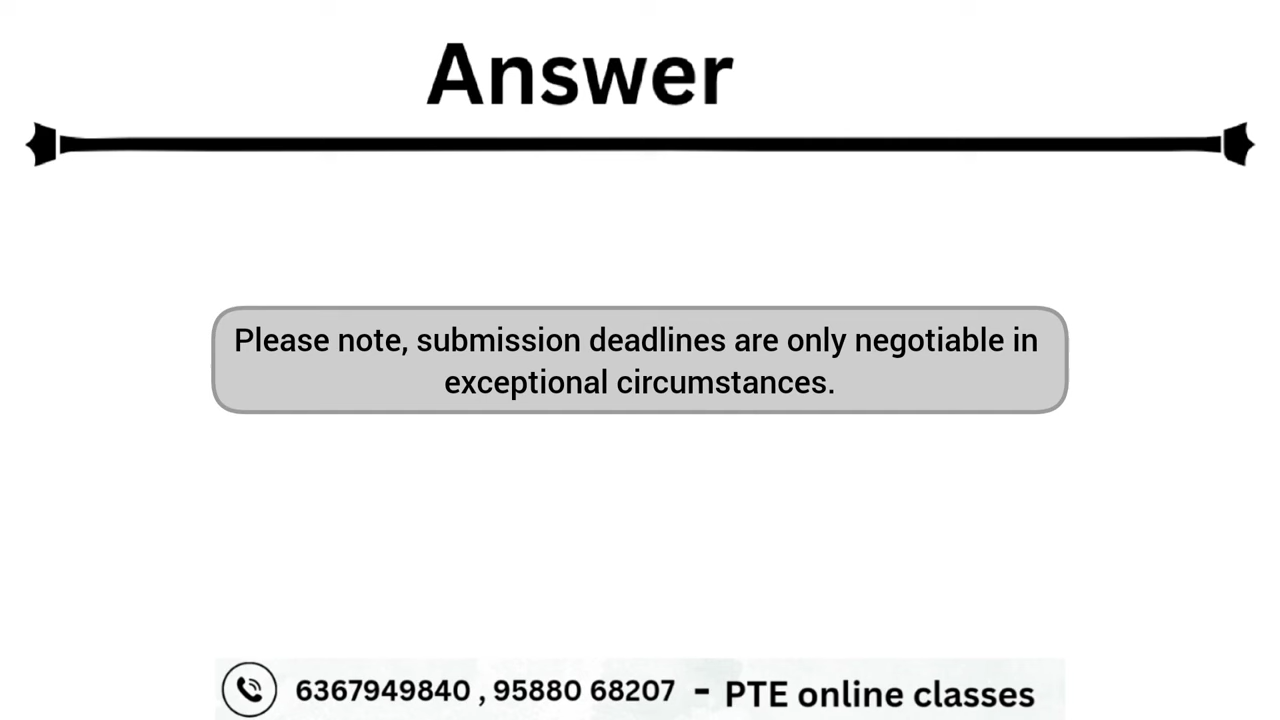 Answer
Please note, submission deadlines are only negotiable in
exceptional circumstances.
6367949840 , 95880 68207 - PTE online classes